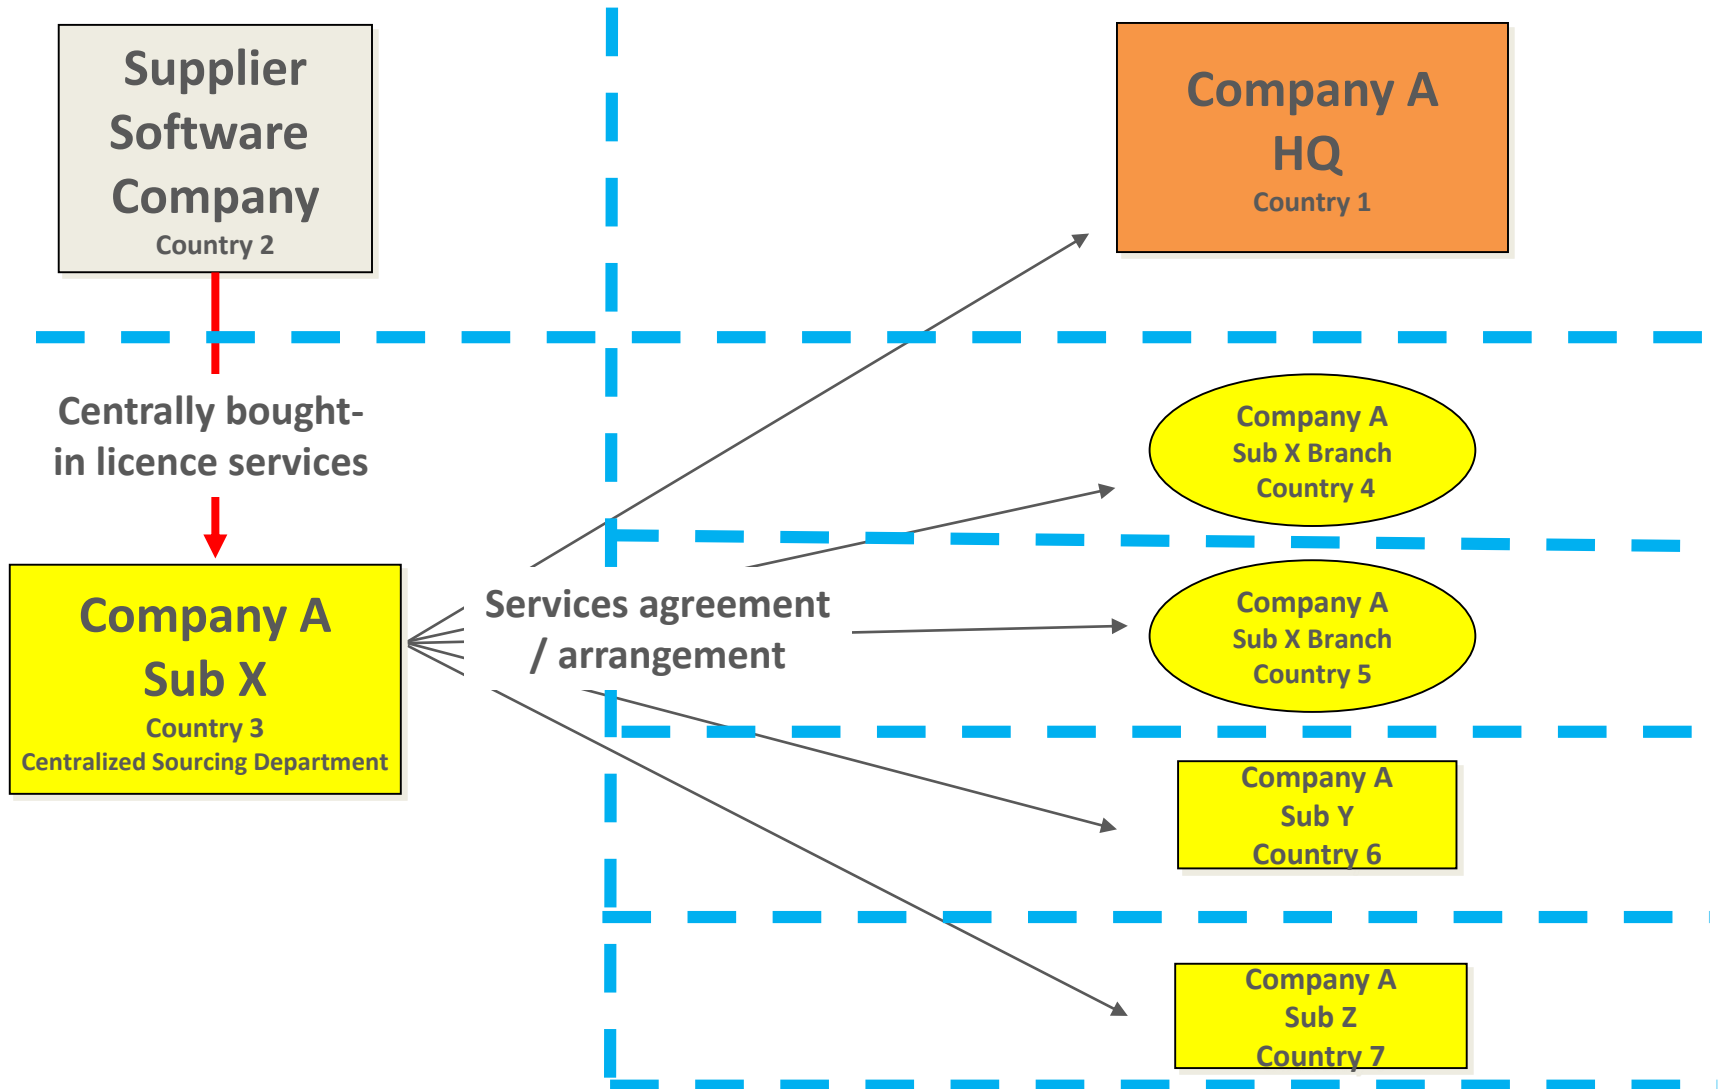 Supplier
Software
Company
Country 2
Company A
HQ
Country 1
Centrally bought-
in licence services
Company A
Sub X Branch
Country 4
Services agreement
/ arrangement
Company A
Sub X
Country 3
Centralized Sourcing Department
Company A
Sub X Branch
Country 5
Company A
Sub Y
Country 6
Company A
Sub Z
Country 7